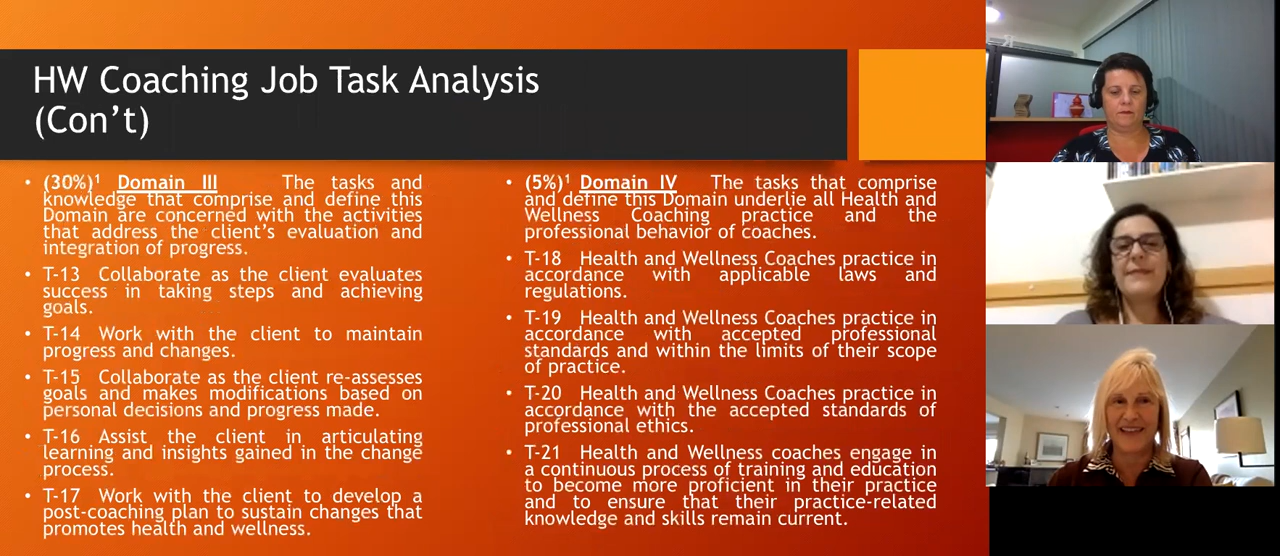 HW Coaching Job Task Analysis
(Con't)
• (30%)¹ Domain III The tasks and
knowledge that comprise and define this
Domain are concerned with the activities
that address the client's evaluation and
integration of progress.
• T-13 Collaborate as the client evaluates
success in taking steps and achieving
goals.
• T-14 Work with the client to maintain
progress and changes.
• T-15 Collaborate as the client re-assesses
goals and makes modifications based on
personal decisions and progress made.
• T-16 Assist the client in articulating
learning and insights gained in the change
process.
• T-17 Work with the client to develop a
post-coaching plan to sustain changes that
promotes health and wellness.
• (5%)¹ Domain IV The tasks that comprise
and define this Domain underlie all Health and
Wellness Coaching practice and the
professional behavior of coaches.
• T-18 Health and Wellness Coaches practice in
accordance with applicable laws and
regulations.
• T-19 Health and Wellness Coaches practice in
accordance with accepted professional
standards and within the limits of their scope
of practice.
• T-20 Health and Wellness Coaches practice in
accordance with the accepted standards of
professional ethics.
• T-21 Health and Wellness coaches engage in
a continuous process of training and education
to become more proficient in their practice
and to ensure that their practice-related
knowledge and skills remain current.